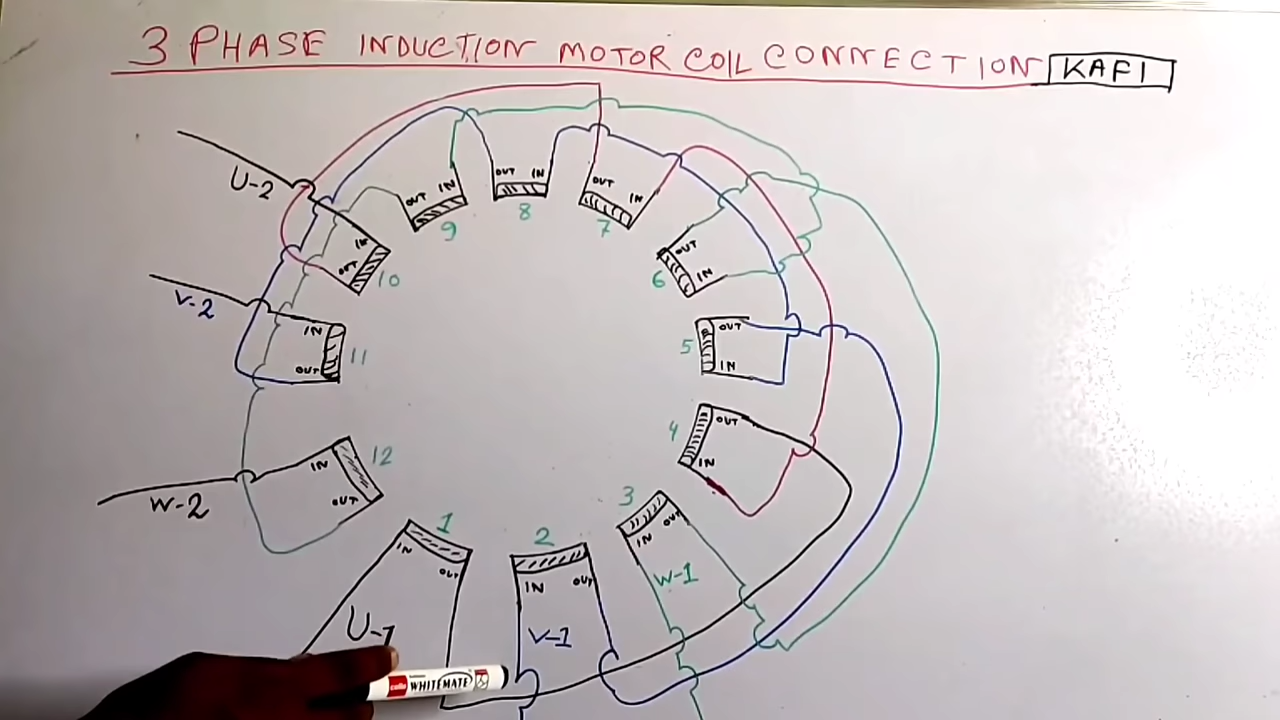 3 PHASE INDUCTION MOTOR COIL CONNECTION KAFI
U-2
OUT IN
9
OUT IN
8
OUT IN
7
OUT IN
6
IN OUT
10
V-2
IN OUT
11
OUT IN
5
OUT IN
4
W-2
IN OUT
12
IN OUT
1
U-1
IN OUT
2
V-1
IN OUT
3
W-1
WHITEMATE